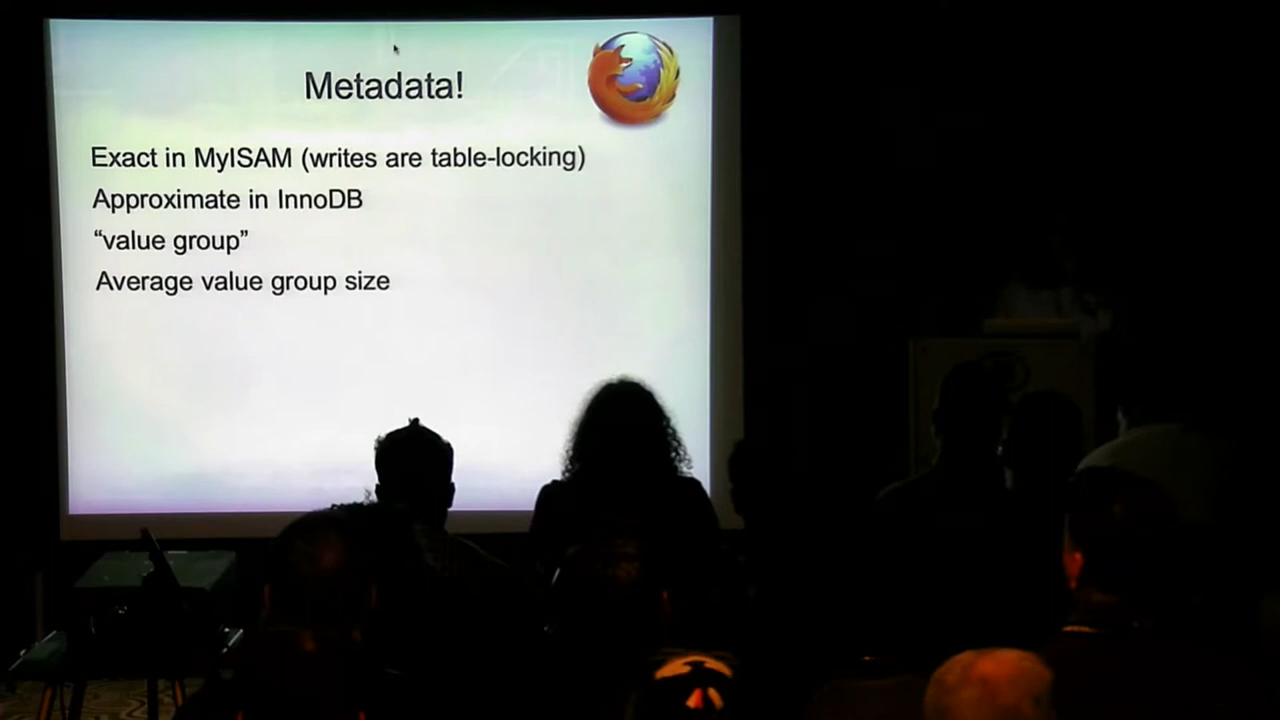 Metadata!
Exact in MyISAM (writes are table-locking)
Approximate in InnoDB
“value group”
Average value group size